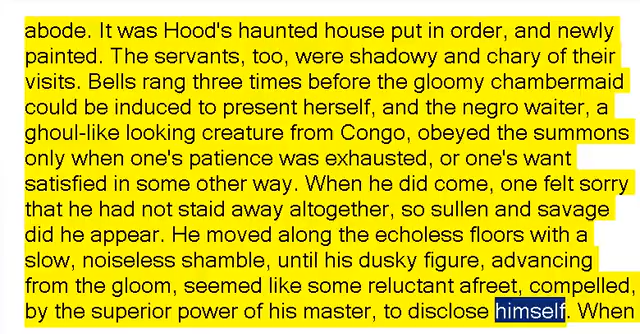 abode. It was Hood's haunted house put in order, and newly
painted. The servants, too, were shadowy and chary of their
visits. Bells rang three times before the gloomy chambermaid
could be induced to present herself, and the negro waiter, a
ghoul-like looking creature from Congo, obeyed the summons
only when one's patience was exhausted, or one's want
satisfied in some other way. When he did come, one felt sorry
that he had not staid away altogether, so sullen and savage
did he appear. He moved along the echoless floors with a
slow, noiseless shamble, until his dusky figure, advancing
from the gloom, seemed like some reluctant afreet, compelled,
by the superior power of his master, to disclose himself. When